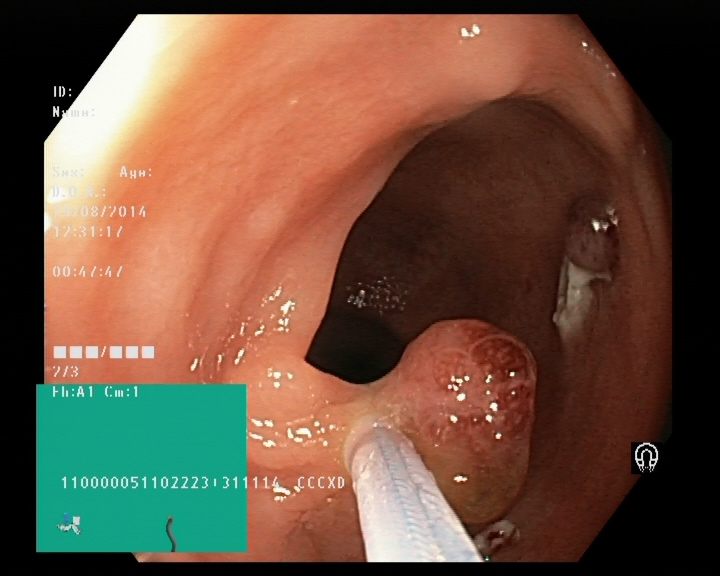 ID:
Name:
Sex: Age:
D.O.B.:
/08/2014
12:31:17
00:47:47
■■■/■■■
2/3
Eh:A1 Cm:1
110000051102223+311114 CCCXD